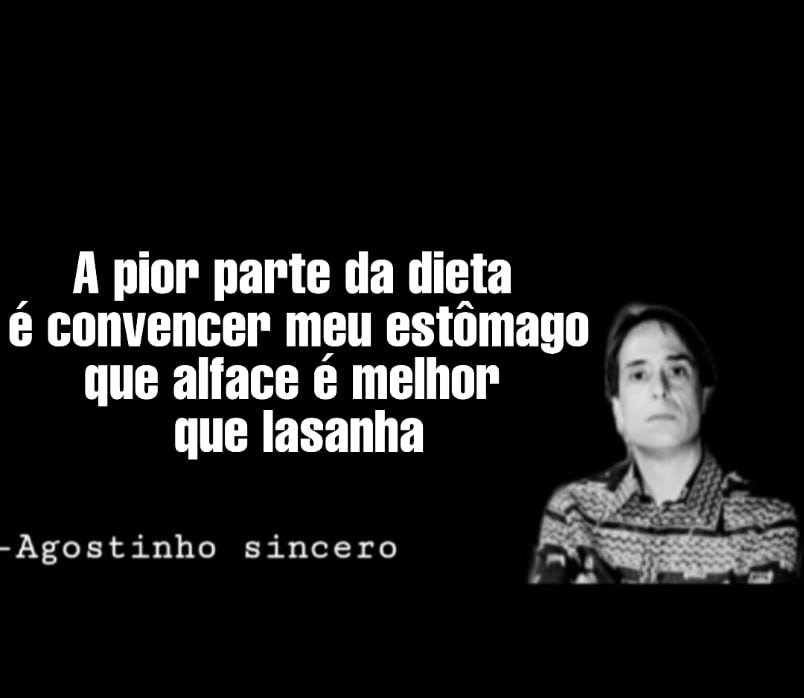 A pior parte da dieta
é convencer meu estômago
que alface é melhor
que lasanha
-Agostinho sincero